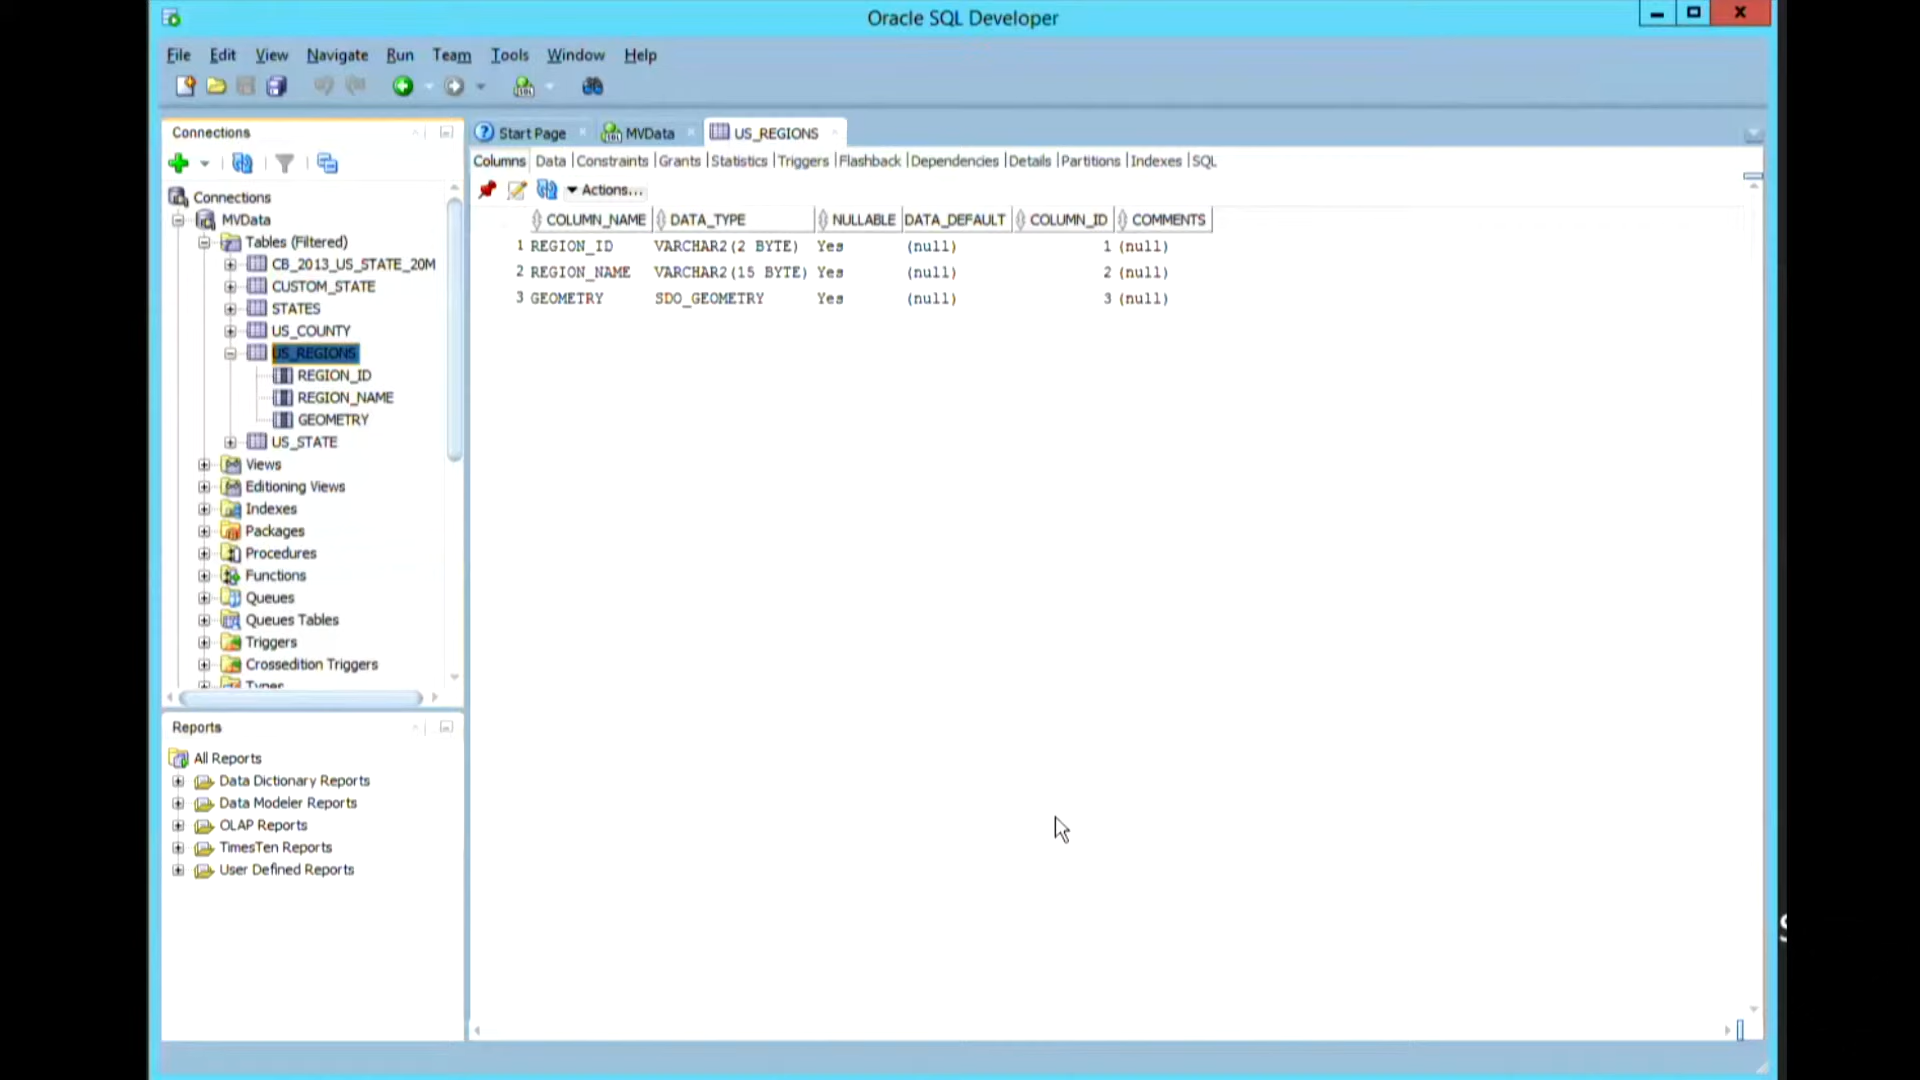 Oracle SQL Developer
File Edit View Navigate Run Team Tools Window Help
Connections
Start Page MVData US_REGIONS
Columns Data Constraints Grants Statistics Triggers Flashback Dependencies Details Partitions Indexes SQL
Actions...
COLUMN_NAME DATA_TYPE NULLABLE DATA_DEFAULT COLUMN_ID COMMENTS
1 REGION_ID VARCHAR2(2 BYTE) Yes (null) 1 (null)
2 REGION_NAME VARCHAR2(15 BYTE) Yes (null) 2 (null)
3 GEOMETRY SDO_GEOMETRY Yes (null) 3 (null)
Connections
MVData
Tables (Filtered)
CB_2013_US_STATE_20M
CUSTOM_STATE
STATES
US_COUNTY
US_REGIONS
REGION_ID
REGION_NAME
GEOMETRY
US_STATE
Views
Editioning Views
Indexes
Packages
Procedures
Functions
Queues
Queues Tables
Triggers
Crossedition Triggers
Types
Reports
All Reports
Data Dictionary Reports
Data Modeler Reports
OLAP Reports
TimesTen Reports
User Defined Reports